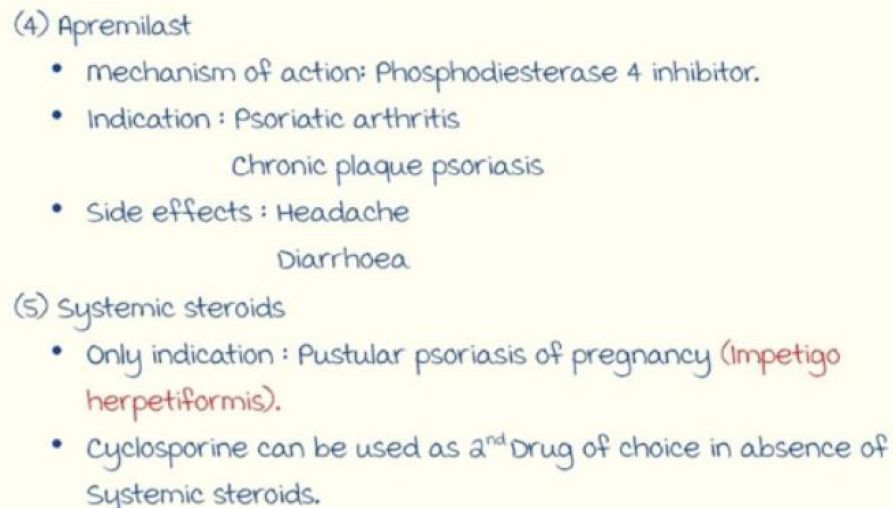 (4) Apremilast
• mechanism of action: Phosphodiesterase 4 inhibitor.
• Indication : Psoriatic arthritis
Chronic plaque psoriasis
• Side effects : Headache
Diarrhoea
(5) Systemic steroids
• Only indication : Pustular psoriasis of pregnancy (Impetigo
herpetiformis).
• Cyclosporine can be used as 2nd Drug of choice in absence of
Systemic steroids.